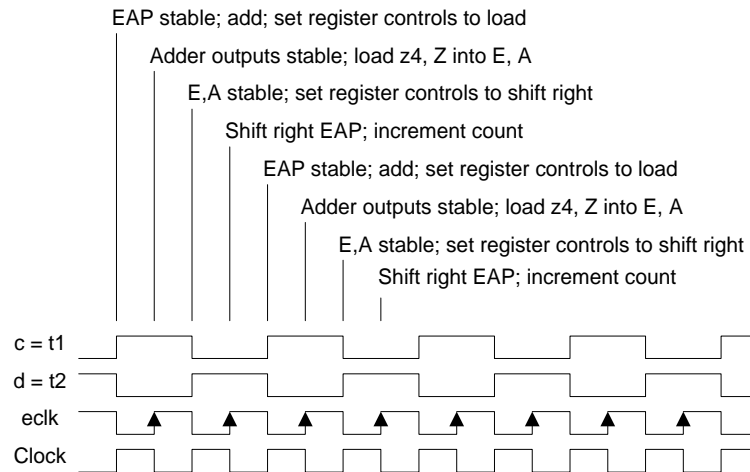 EAP stable; add; set register controls to load
Adder outputs stable; load z4, Z into E, A
E,A stable; set register controls to shift right
Shift right EAP; increment count
EAP stable; add; set register controls to load
Adder outputs stable; load z4, Z into E, A
E,A stable; set register controls to shift right
Shift right EAP; increment count
c = t1
d = t2
eclk
Clock